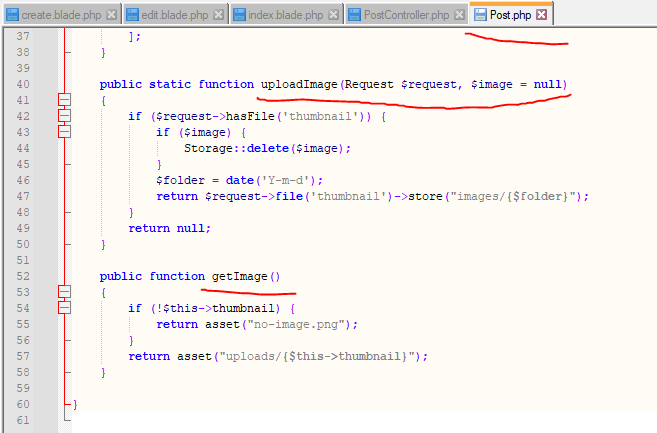 create.blade.php edit.blade.php index.blade.php PostController.php Post.php
37 ];
38 }
39
40 public static function uploadImage(Request $request, $image = null)
41 {
42 if ($request->hasFile('thumbnail')) {
43 if ($image) {
44 Storage::delete($image);
45 }
46 $folder = date('Y-m-d');
47 return $request->file('thumbnail')->store("images/{$folder}");
48 }
49 return null;
50 }
51
52 public function getImage()
53 {
54 if (!$this->thumbnail) {
55 return asset("no-image.png");
56 }
57 return asset("uploads/{$this->thumbnail}");
58 }
59
60 }
61